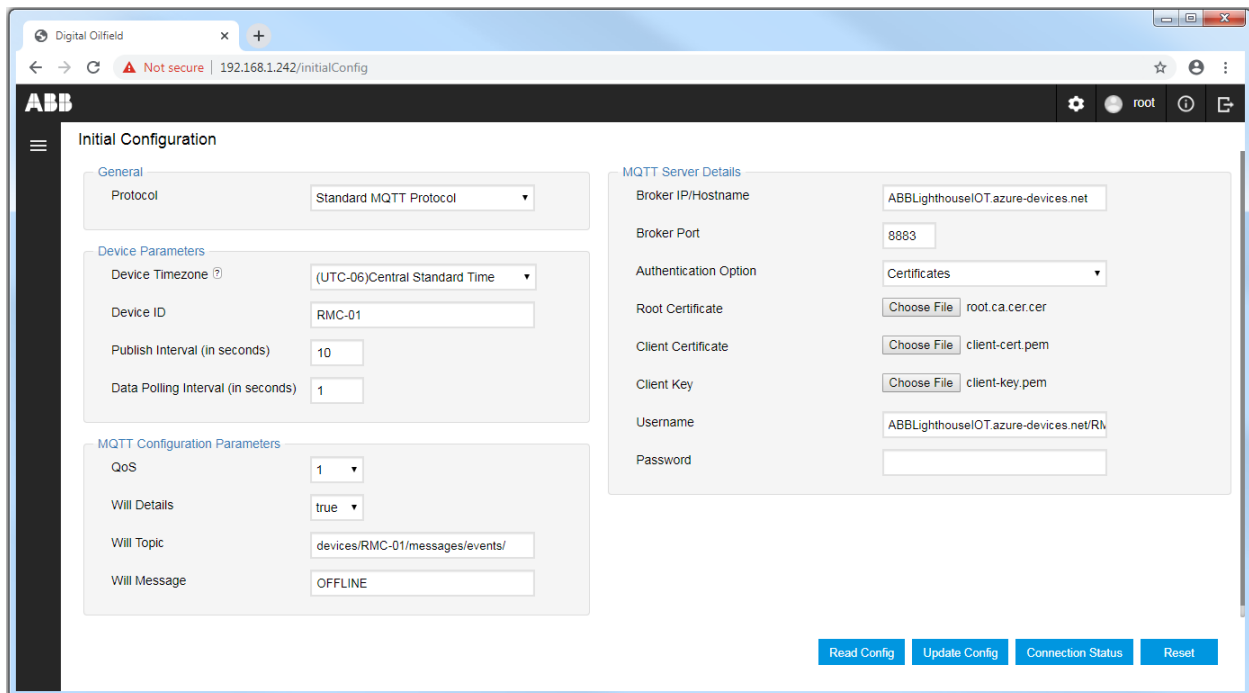 Digital Oilfield
Not secure | 192.168.1.242/initialConfig
ABB
root
Initial Configuration
General
Protocol
Standard MQTT Protocol
Device Parameters
Device Timezone ?
(UTC-06)Central Standard Time
Device ID
RMC-01
Publish Interval (in seconds)
10
Data Polling Interval (in seconds)
1
MQTT Configuration Parameters
QoS
1
Will Details
true
Will Topic
devices/RMC-01/messages/events/
Will Message
OFFLINE
MQTT Server Details
Broker IP/Hostname
ABBLighthouseIOT.azure-devices.net
Broker Port
8883
Authentication Option
Certificates
Root Certificate
Choose File root.ca.cer.cer
Client Certificate
Choose File client-cert.pem
Client Key
Choose File client-key.pem
Username
ABBLighthouseIOT.azure-devices.net/RM
Password
Read Config
Update Config
Connection Status
Reset